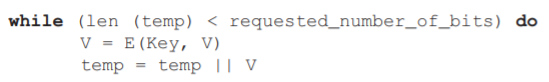 while (len (temp) < requested_number_of_bits) do
V = E(Key, V)
temp = temp || V